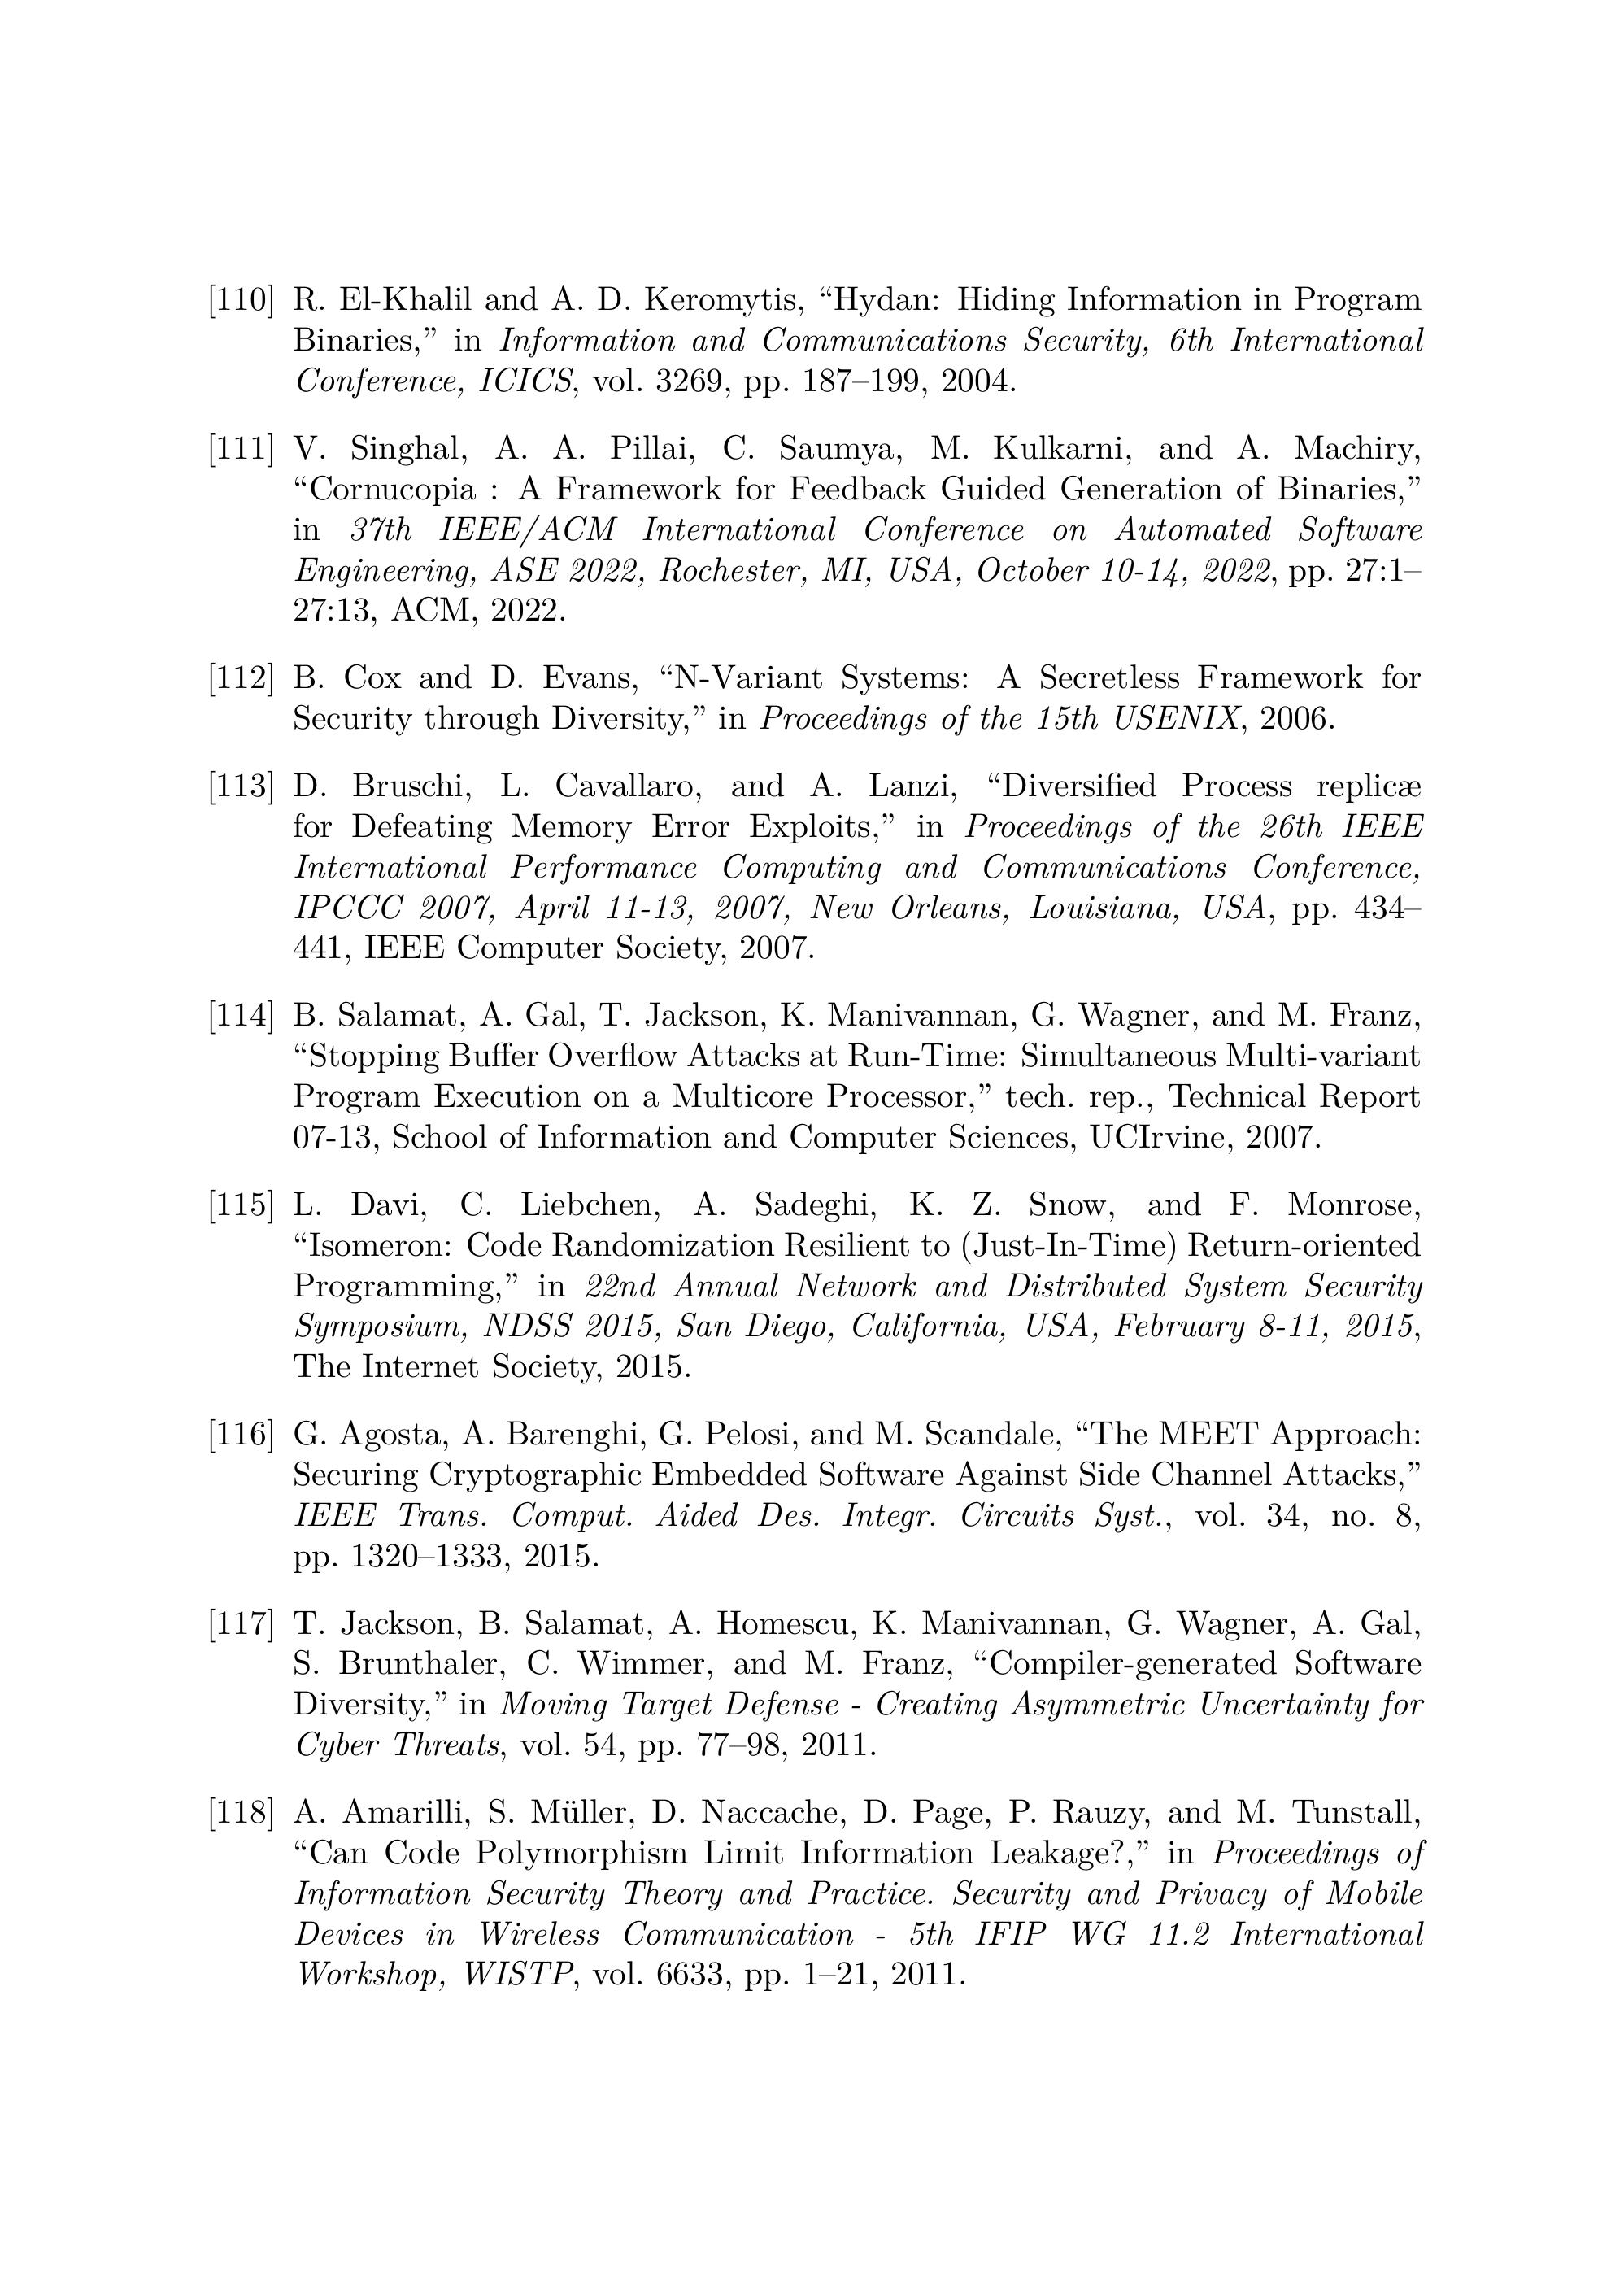 [110] R. El-Khalil and A. D. Keromytis, “Hydan: Hiding Information in Program
Binaries,” in Information and Communications Security, 6th International
Conference, ICICS, vol. 3269, pp. 187–199, 2004.
[111] V. Singhal, A. A. Pillai, C. Saumya, M. Kulkarni, and A. Machiry,
“Cornucopia : A Framework for Feedback Guided Generation of Binaries,”
in 37th IEEE/ACM International Conference on Automated Software
Engineering, ASE 2022, Rochester, MI, USA, October 10-14, 2022, pp. 27:1–
27:13, ACM, 2022.
[112] B. Cox and D. Evans, “N-Variant Systems: A Secretless Framework for
Security through Diversity,” in Proceedings of the 15th USENIX, 2006.
[113] D. Bruschi, L. Cavallaro, and A. Lanzi, “Diversified Process replicæ
for Defeating Memory Error Exploits,” in Proceedings of the 26th IEEE
International Performance Computing and Communications Conference,
IPCCC 2007, April 11-13, 2007, New Orleans, Louisiana, USA, pp. 434–
441, IEEE Computer Society, 2007.
[114] B. Salamat, A. Gal, T. Jackson, K. Manivannan, G. Wagner, and M. Franz,
“Stopping Buffer Overflow Attacks at Run-Time: Simultaneous Multi-variant
Program Execution on a Multicore Processor,” tech. rep., Technical Report
07-13, School of Information and Computer Sciences, UCIrvine, 2007.
[115] L. Davi, C. Liebchen, A. Sadeghi, K. Z. Snow, and F. Monrose,
“Isomeron: Code Randomization Resilient to (Just-In-Time) Return-oriented
Programming,” in 22nd Annual Network and Distributed System Security
Symposium, NDSS 2015, San Diego, California, USA, February 8-11, 2015,
The Internet Society, 2015.
[116] G. Agosta, A. Barenghi, G. Pelosi, and M. Scandale, “The MEET Approach:
Securing Cryptographic Embedded Software Against Side Channel Attacks,”
IEEE Trans. Comput. Aided Des. Integr. Circuits Syst., vol. 34, no. 8,
pp. 1320–1333, 2015.
[117] T. Jackson, B. Salamat, A. Homescu, K. Manivannan, G. Wagner, A. Gal,
S. Brunthaler, C. Wimmer, and M. Franz, “Compiler-generated Software
Diversity,” in Moving Target Defense - Creating Asymmetric Uncertainty for
Cyber Threats, vol. 54, pp. 77–98, 2011.
[118] A. Amarilli, S. Müller, D. Naccache, D. Page, P. Rauzy, and M. Tunstall,
“Can Code Polymorphism Limit Information Leakage?,” in Proceedings of
Information Security Theory and Practice. Security and Privacy of Mobile
Devices in Wireless Communication - 5th IFIP WG 11.2 International
Workshop, WISTP, vol. 6633, pp. 1–21, 2011.